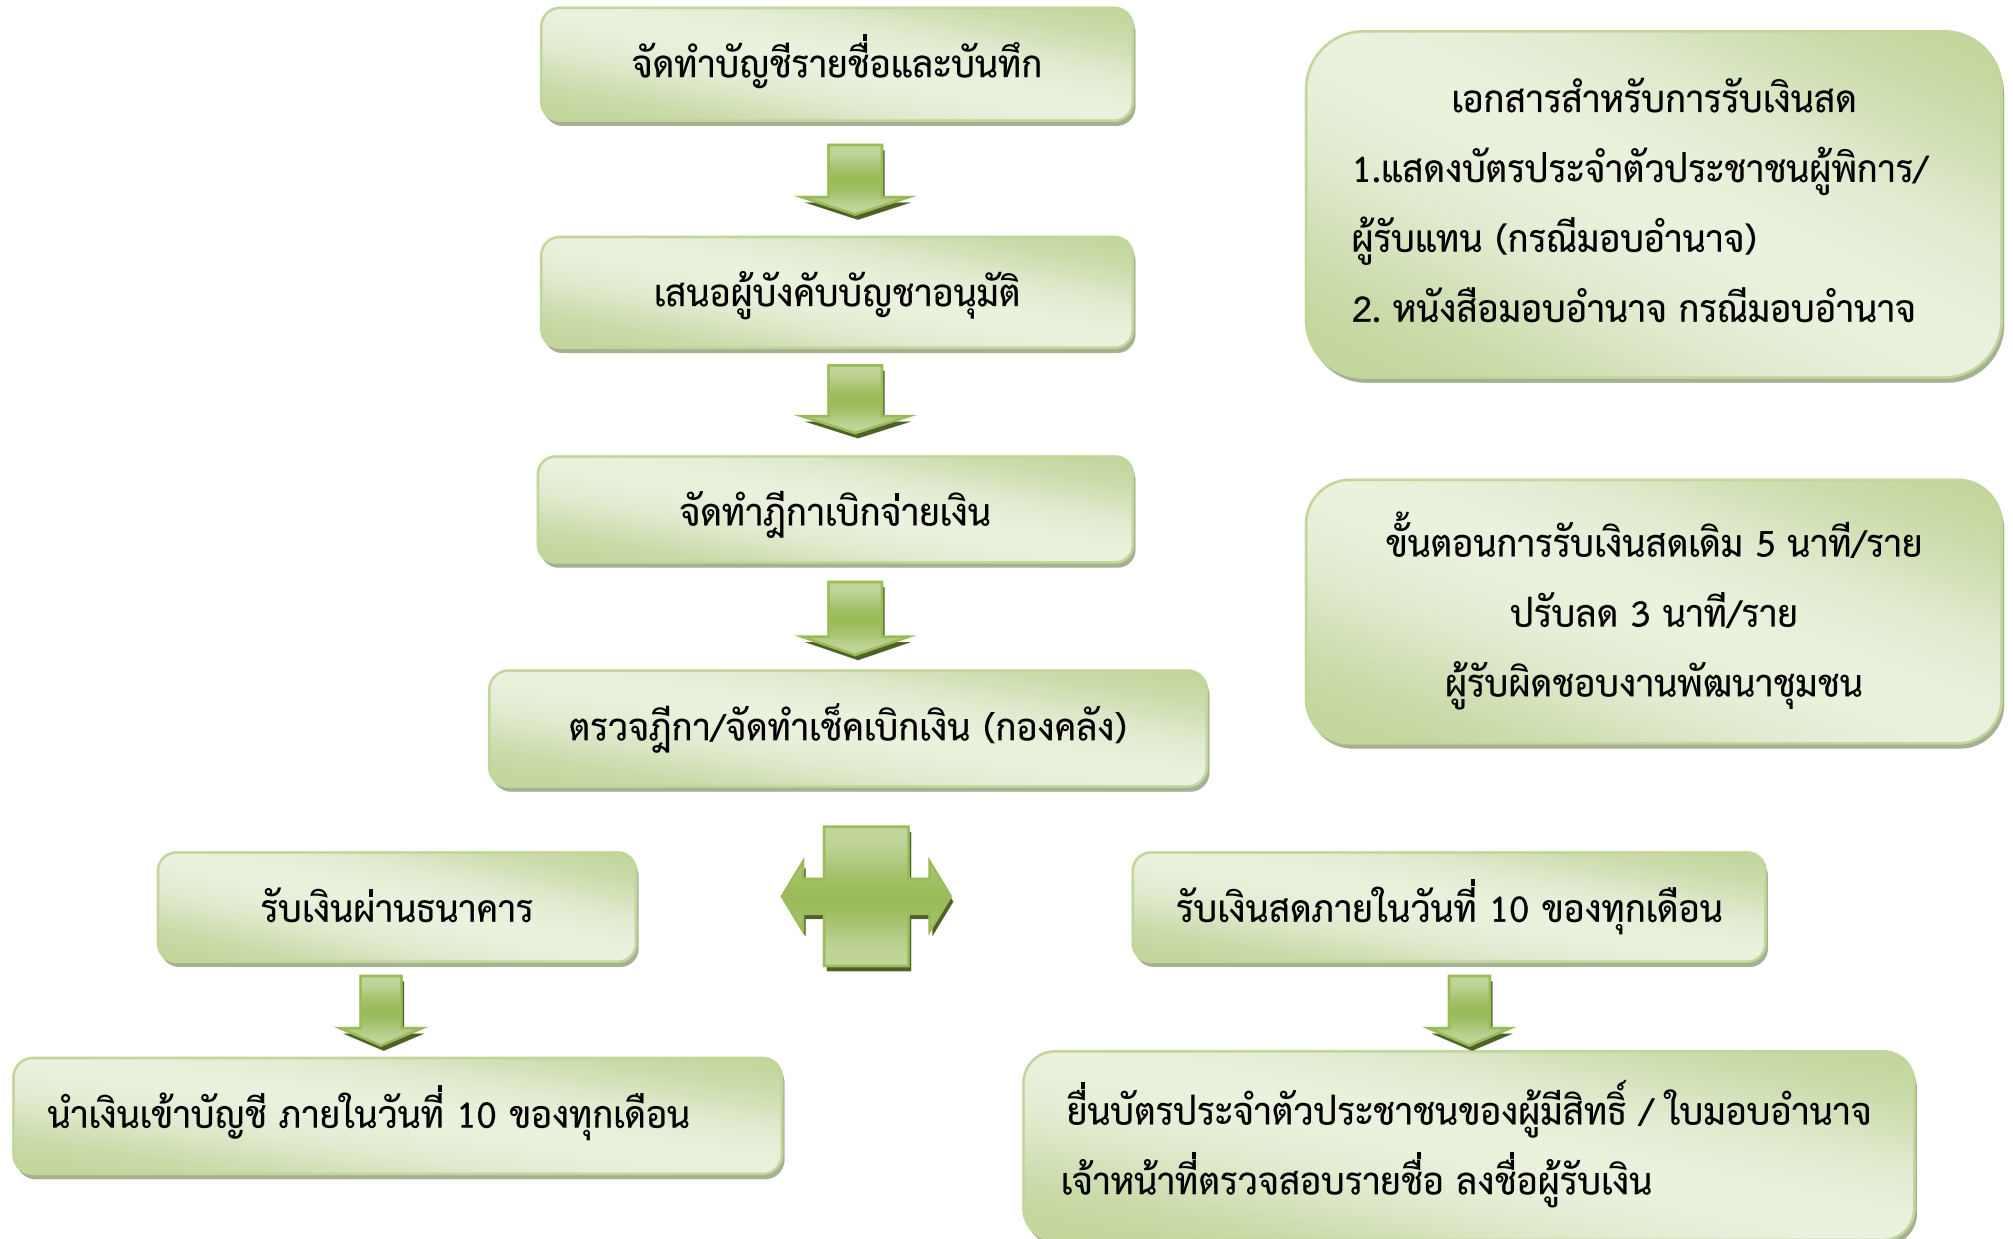 จัดทำบัญชีรายชื่อและบันทึก
เอกสารสำหรับการรับเงินสด
1.แสดงบัตรประจำตัวประชาชนผู้พิการ/
ผู้รับแทน (กรณีมอบอำนาจ)
2. หนังสือมอบอำนาจ กรณีมอบอำนาจ
เสนอผู้บังคับบัญชาอนุมัติ
จัดทำฎีกาเบิกจ่ายเงิน
ขั้นตอนการรับเงินสดเดิม 5 นาที/ราย
ปรับลด 3 นาที/ราย
ผู้รับผิดชอบงานพัฒนาชุมชน
ตรวจฎีกา/จัดทำเช็คเบิกเงิน (กองคลัง)
รับเงินผ่านธนาคาร
รับเงินสดภายในวันที่ 10 ของทุกเดือน
นำเงินเข้าบัญชี ภายในวันที่ 10 ของทุกเดือน
ยื่นบัตรประจำตัวประชาชนของผู้มีสิทธิ์ / ใบมอบอำนาจ
เจ้าหน้าที่ตรวจสอบรายชื่อ ลงชื่อผู้รับเงิน